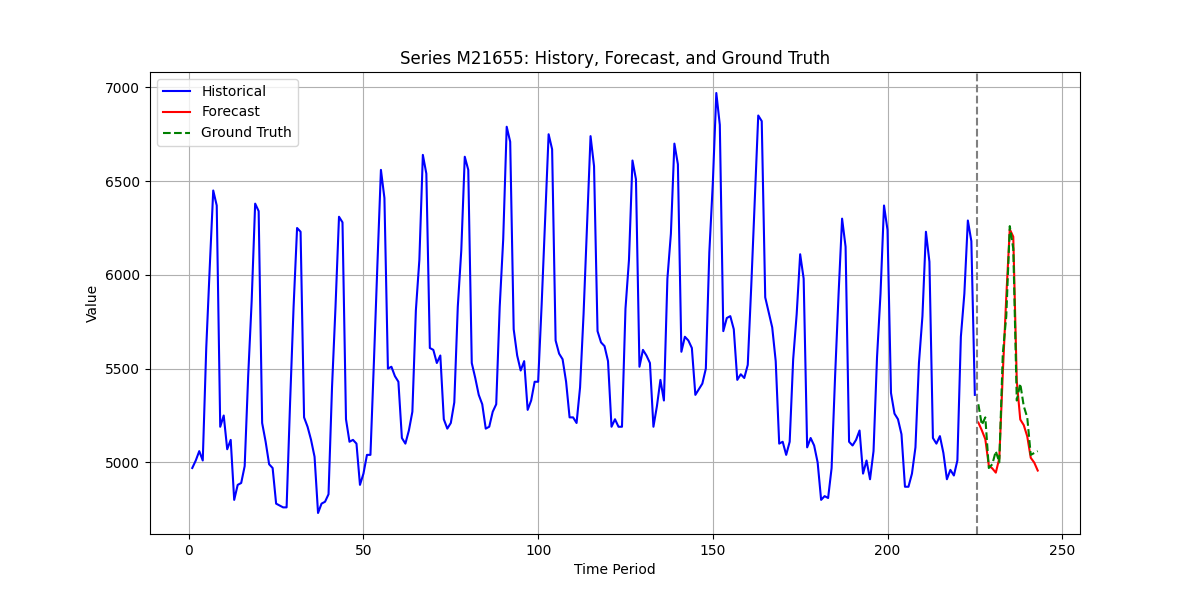 Series M21655: History, Forecast, and Ground Truth
Historical
Forecast
Ground Truth
7000
6500
6000
5500
5000
Value
0 50 100 150 200 250
Time Period